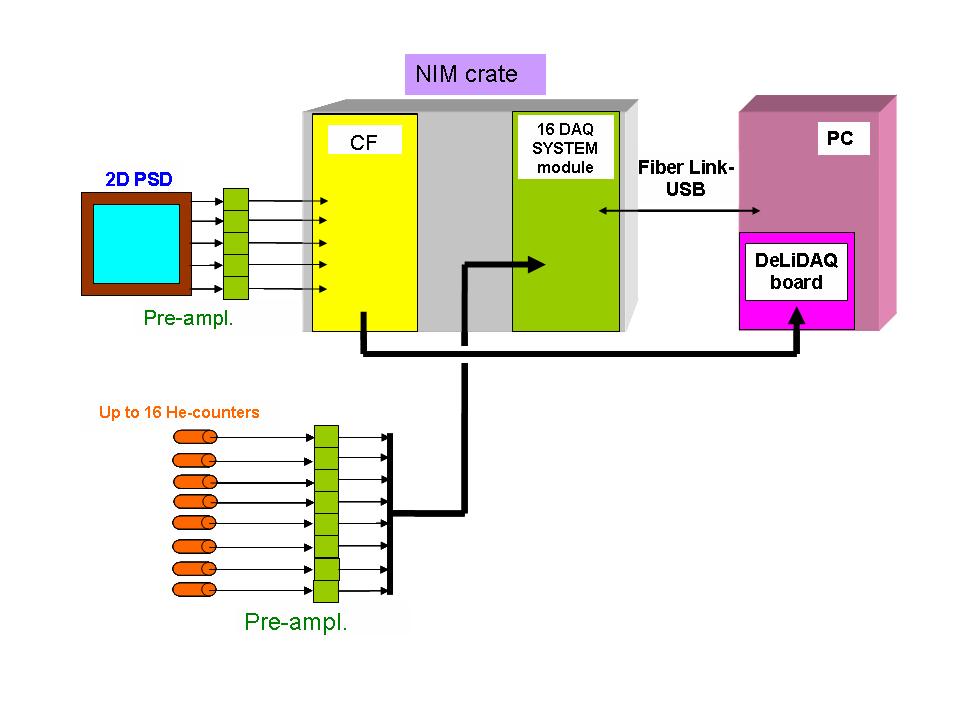 NIM crate
CF
16 DAQ
SYSTEM
module
PC
Fiber Link-
USB
2D PSD
DeLiDAQ
board
Pre-ampl.
Up to 16 He-counters
Pre-ampl.